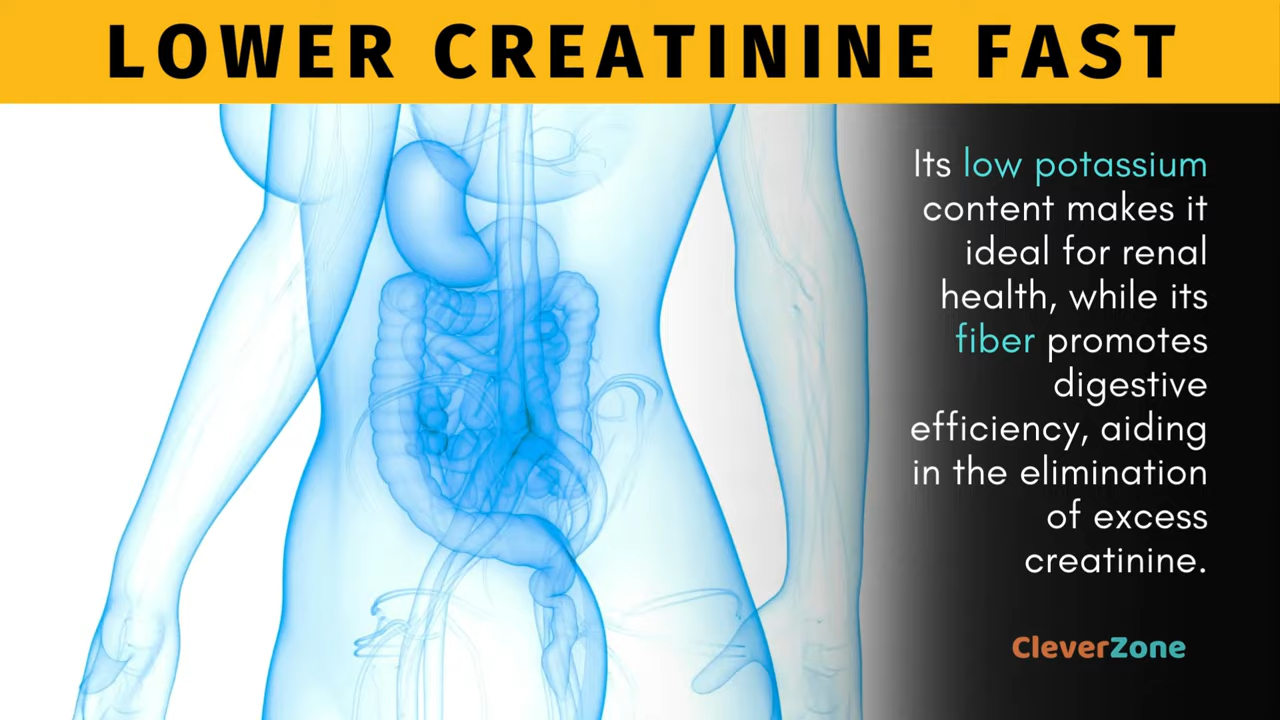 LOWER CREATININE FAST
Its low potassium
content makes it
ideal for renal
health, while its
fiber promotes
digestive
efficiency, aiding
in the elimination
of excess
creatinine.
CleverZone